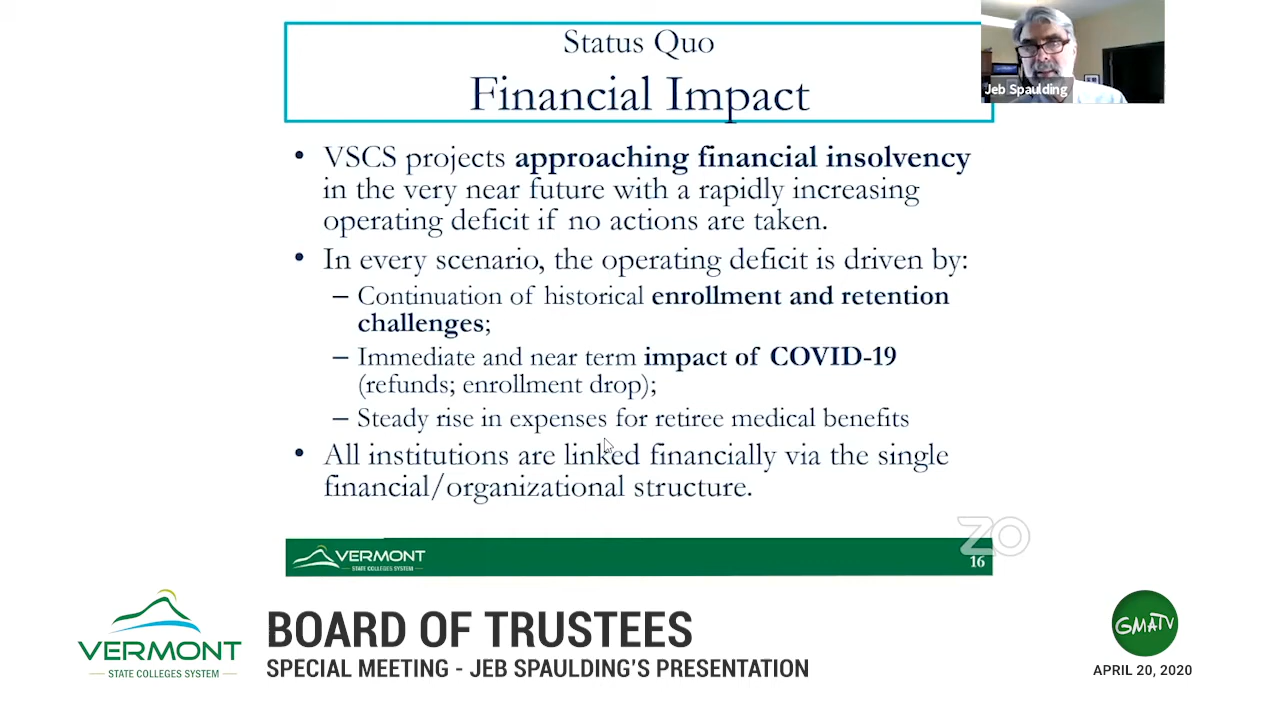 Status Quo
Financial Impact
Jeb Spaulding
• VSCS projects approaching financial insolvency
in the very near future with a rapidly increasing
operating deficit if no actions are taken.
• In every scenario, the operating deficit is driven by:
– Continuation of historical enrollment and retention
challenges;
– Immediate and near term impact of COVID-19
(refunds; enrollment drop);
– Steady rise in expenses for retiree medical benefits
• All institutions are linked financially via the single
financial/organizational structure.
ZO
VERMONT
STATE COLLEGES SYSTEM
16
VERMONT
STATE COLLEGES SYSTEM
BOARD OF TRUSTEES
SPECIAL MEETING - JEB SPAULDING'S PRESENTATION
GMATV
APRIL 20, 2020